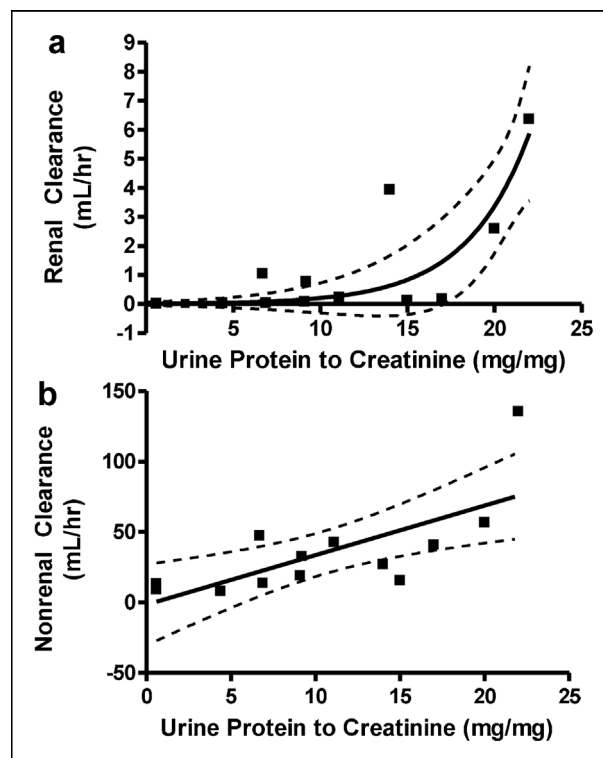 a
9
8
7
6
5
4
3
2
1
0
-1
Renal Clearance
(mL/hr)
5 10 15 20 25
Urine Protein to Creatinine (mg/mg)
b
150
100
50
0
-50
Nonrenal Clearance
(mL/hr)
0 5 10 15 20 25
Urine Protein to Creatinine (mg/mg)